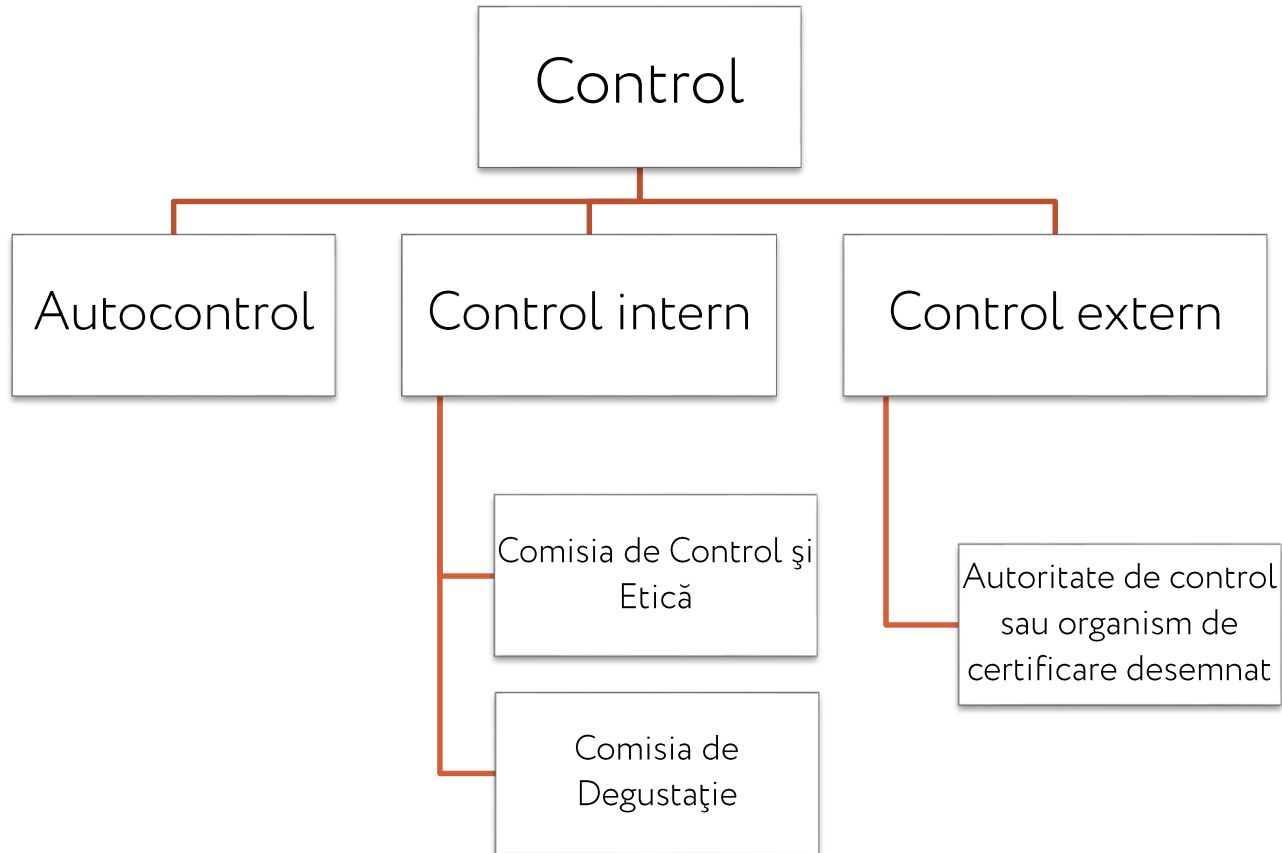 Control
Autocontrol
Control intern
Control extern
Comisia de Control şi
Etică
Autoritate de control
sau organism de
certificare desemnat
Comisia de
Degustaţie